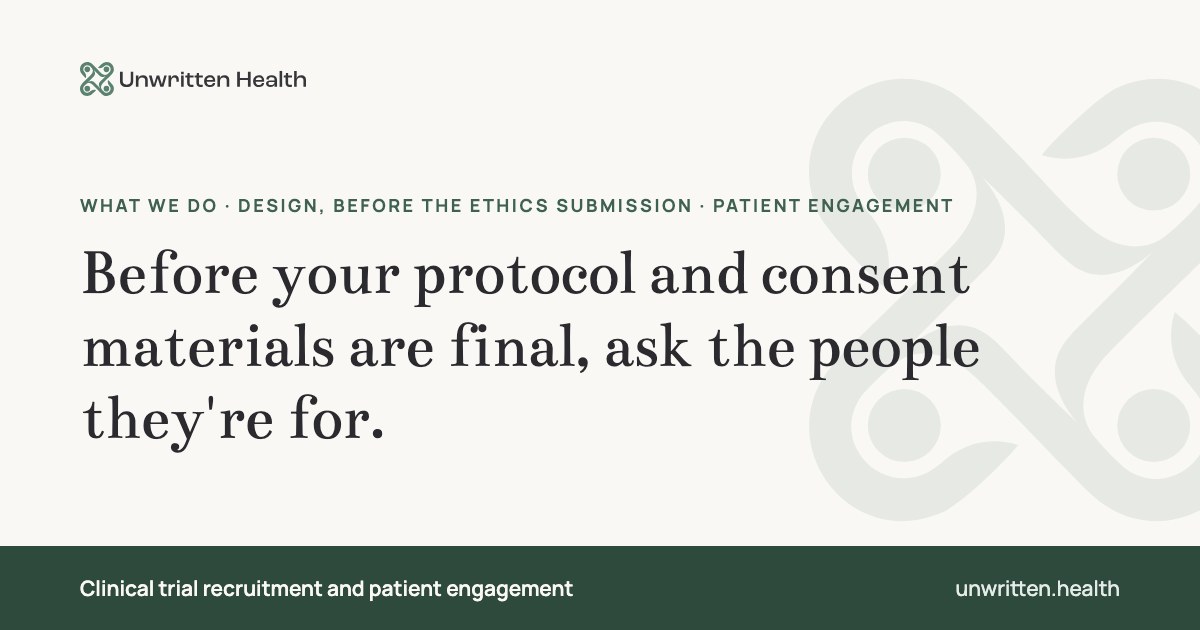 Unwritten Health
WHAT WE DO · DESIGN, BEFORE THE ETHICS SUBMISSION · PATIENT ENGAGEMENT
Before your protocol and consent
materials are final, ask the people
they're for.
Clinical trial recruitment and patient engagement
unwritten.health